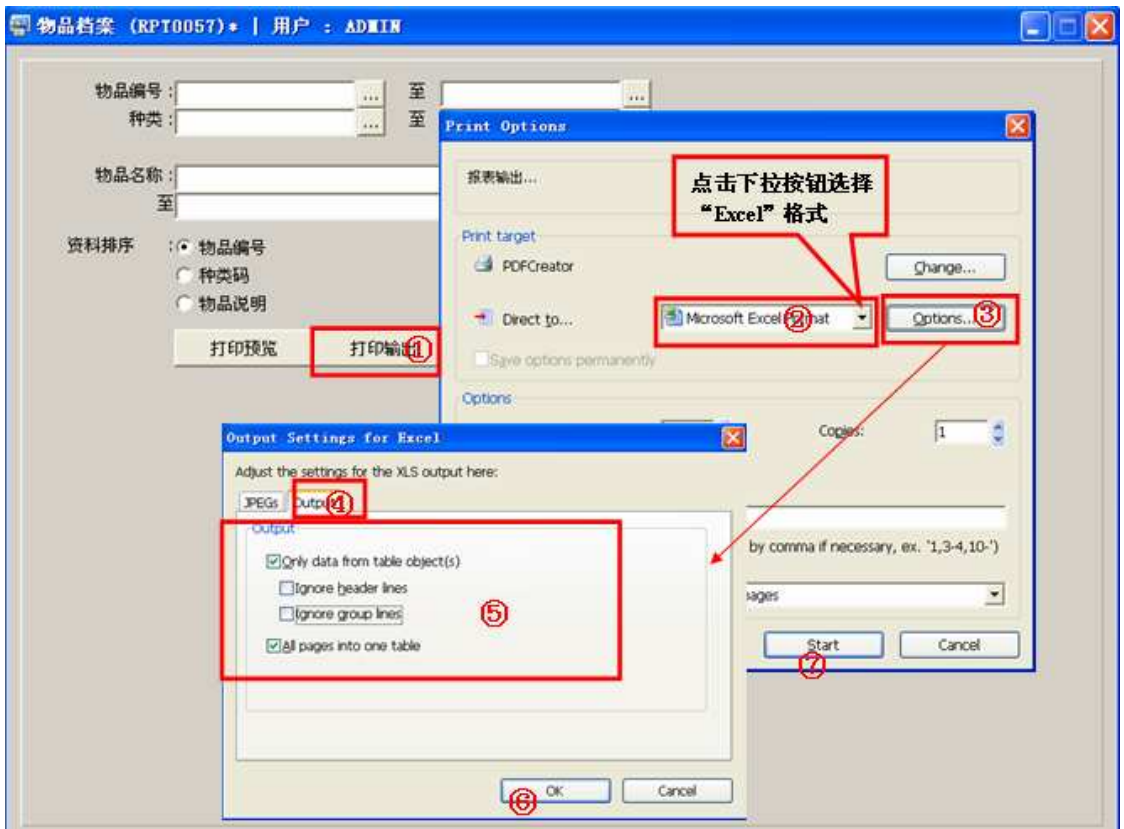 物品档案 (RPT0057)* | 用户 : ADMIN
物品编号 : ... 至 ...
种类 : ... 至
物品名称 :
至
资料排序 : 物品编号
种类码
物品说明
打印预览 打印输出 ①
Print Options
报表输出...
点击下拉按钮选择
“Excel”格式
Print target
PDFCreator Change...
Direct to... Microsoft Excel Format ② Options... ③
Save options permanently
Options
Copies: 1
by comma if necessary, ex. '1,3-4,10-')
pages
Start Cancel
⑦
Output Settings for Excel
Adjust the settings for the XLS output here:
JPEGs Output ④
Output
Only data from table object(s)
Ignore header lines
Ignore group lines ⑤
All pages into one table
OK Cancel
⑥